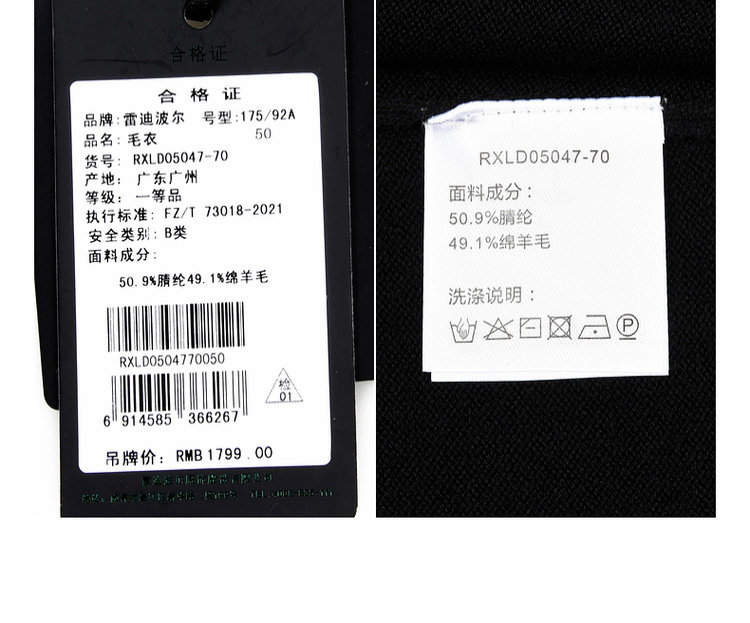 合格证
合格证
品牌:雷迪波尔 号型:175/92A
品名:毛衣 50
货号: RXLD05047-70
产地: 广东广州
等级: 一等品
执行标准: FZ/T 73018-2021
安全类别: B类
面料成分:
50.9%腈纶49.1%绵羊毛
RXLD0504770050
检
01
6 914585 366267
吊牌价: RMB 1799.00
RXLD05047-70
面料成分:
50.9%腈纶
49.1%绵羊毛
洗涤说明:
P